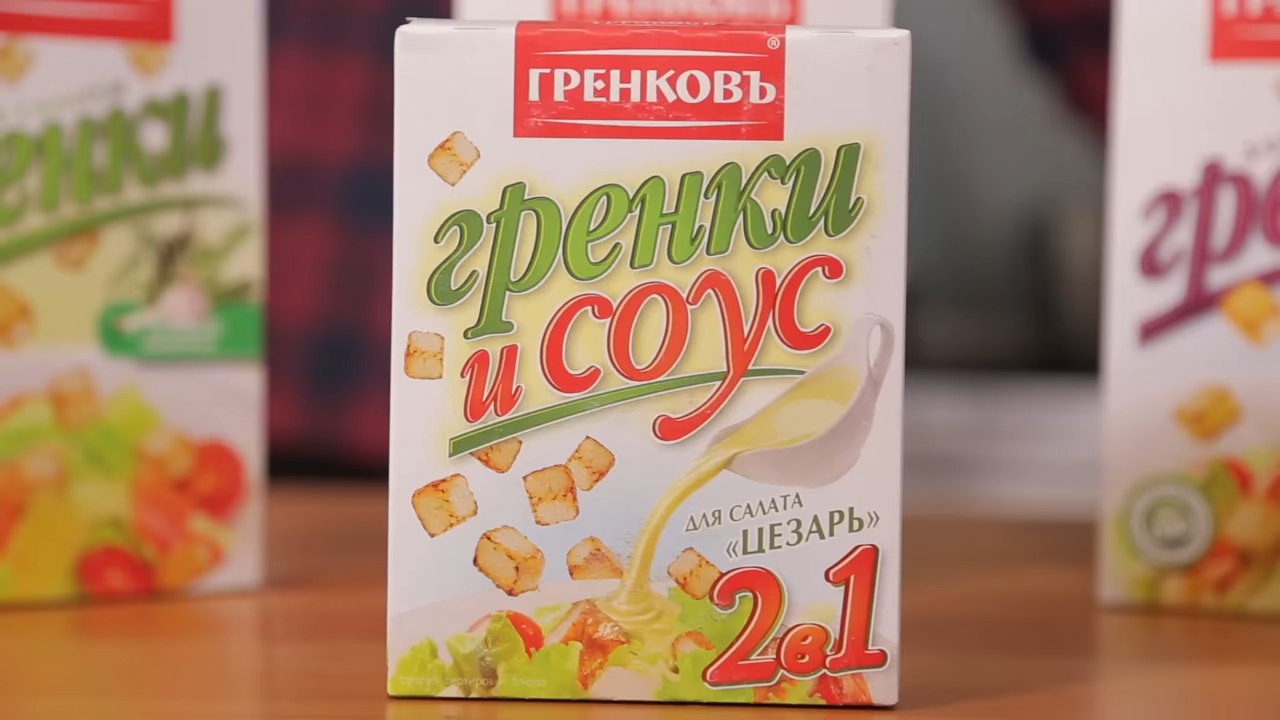 ГРЕНКОВЪ
®
гренки
и соус
для салата
«Цезарь»
2в1